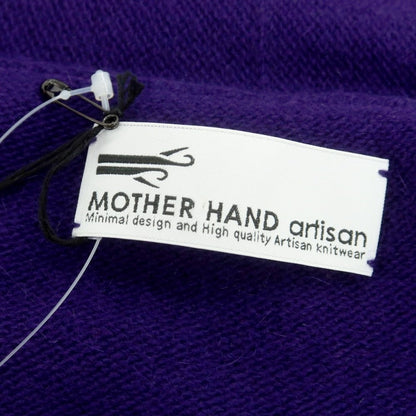 MOTHER HAND artisan
Minimal design and High quality Artisan knitwear